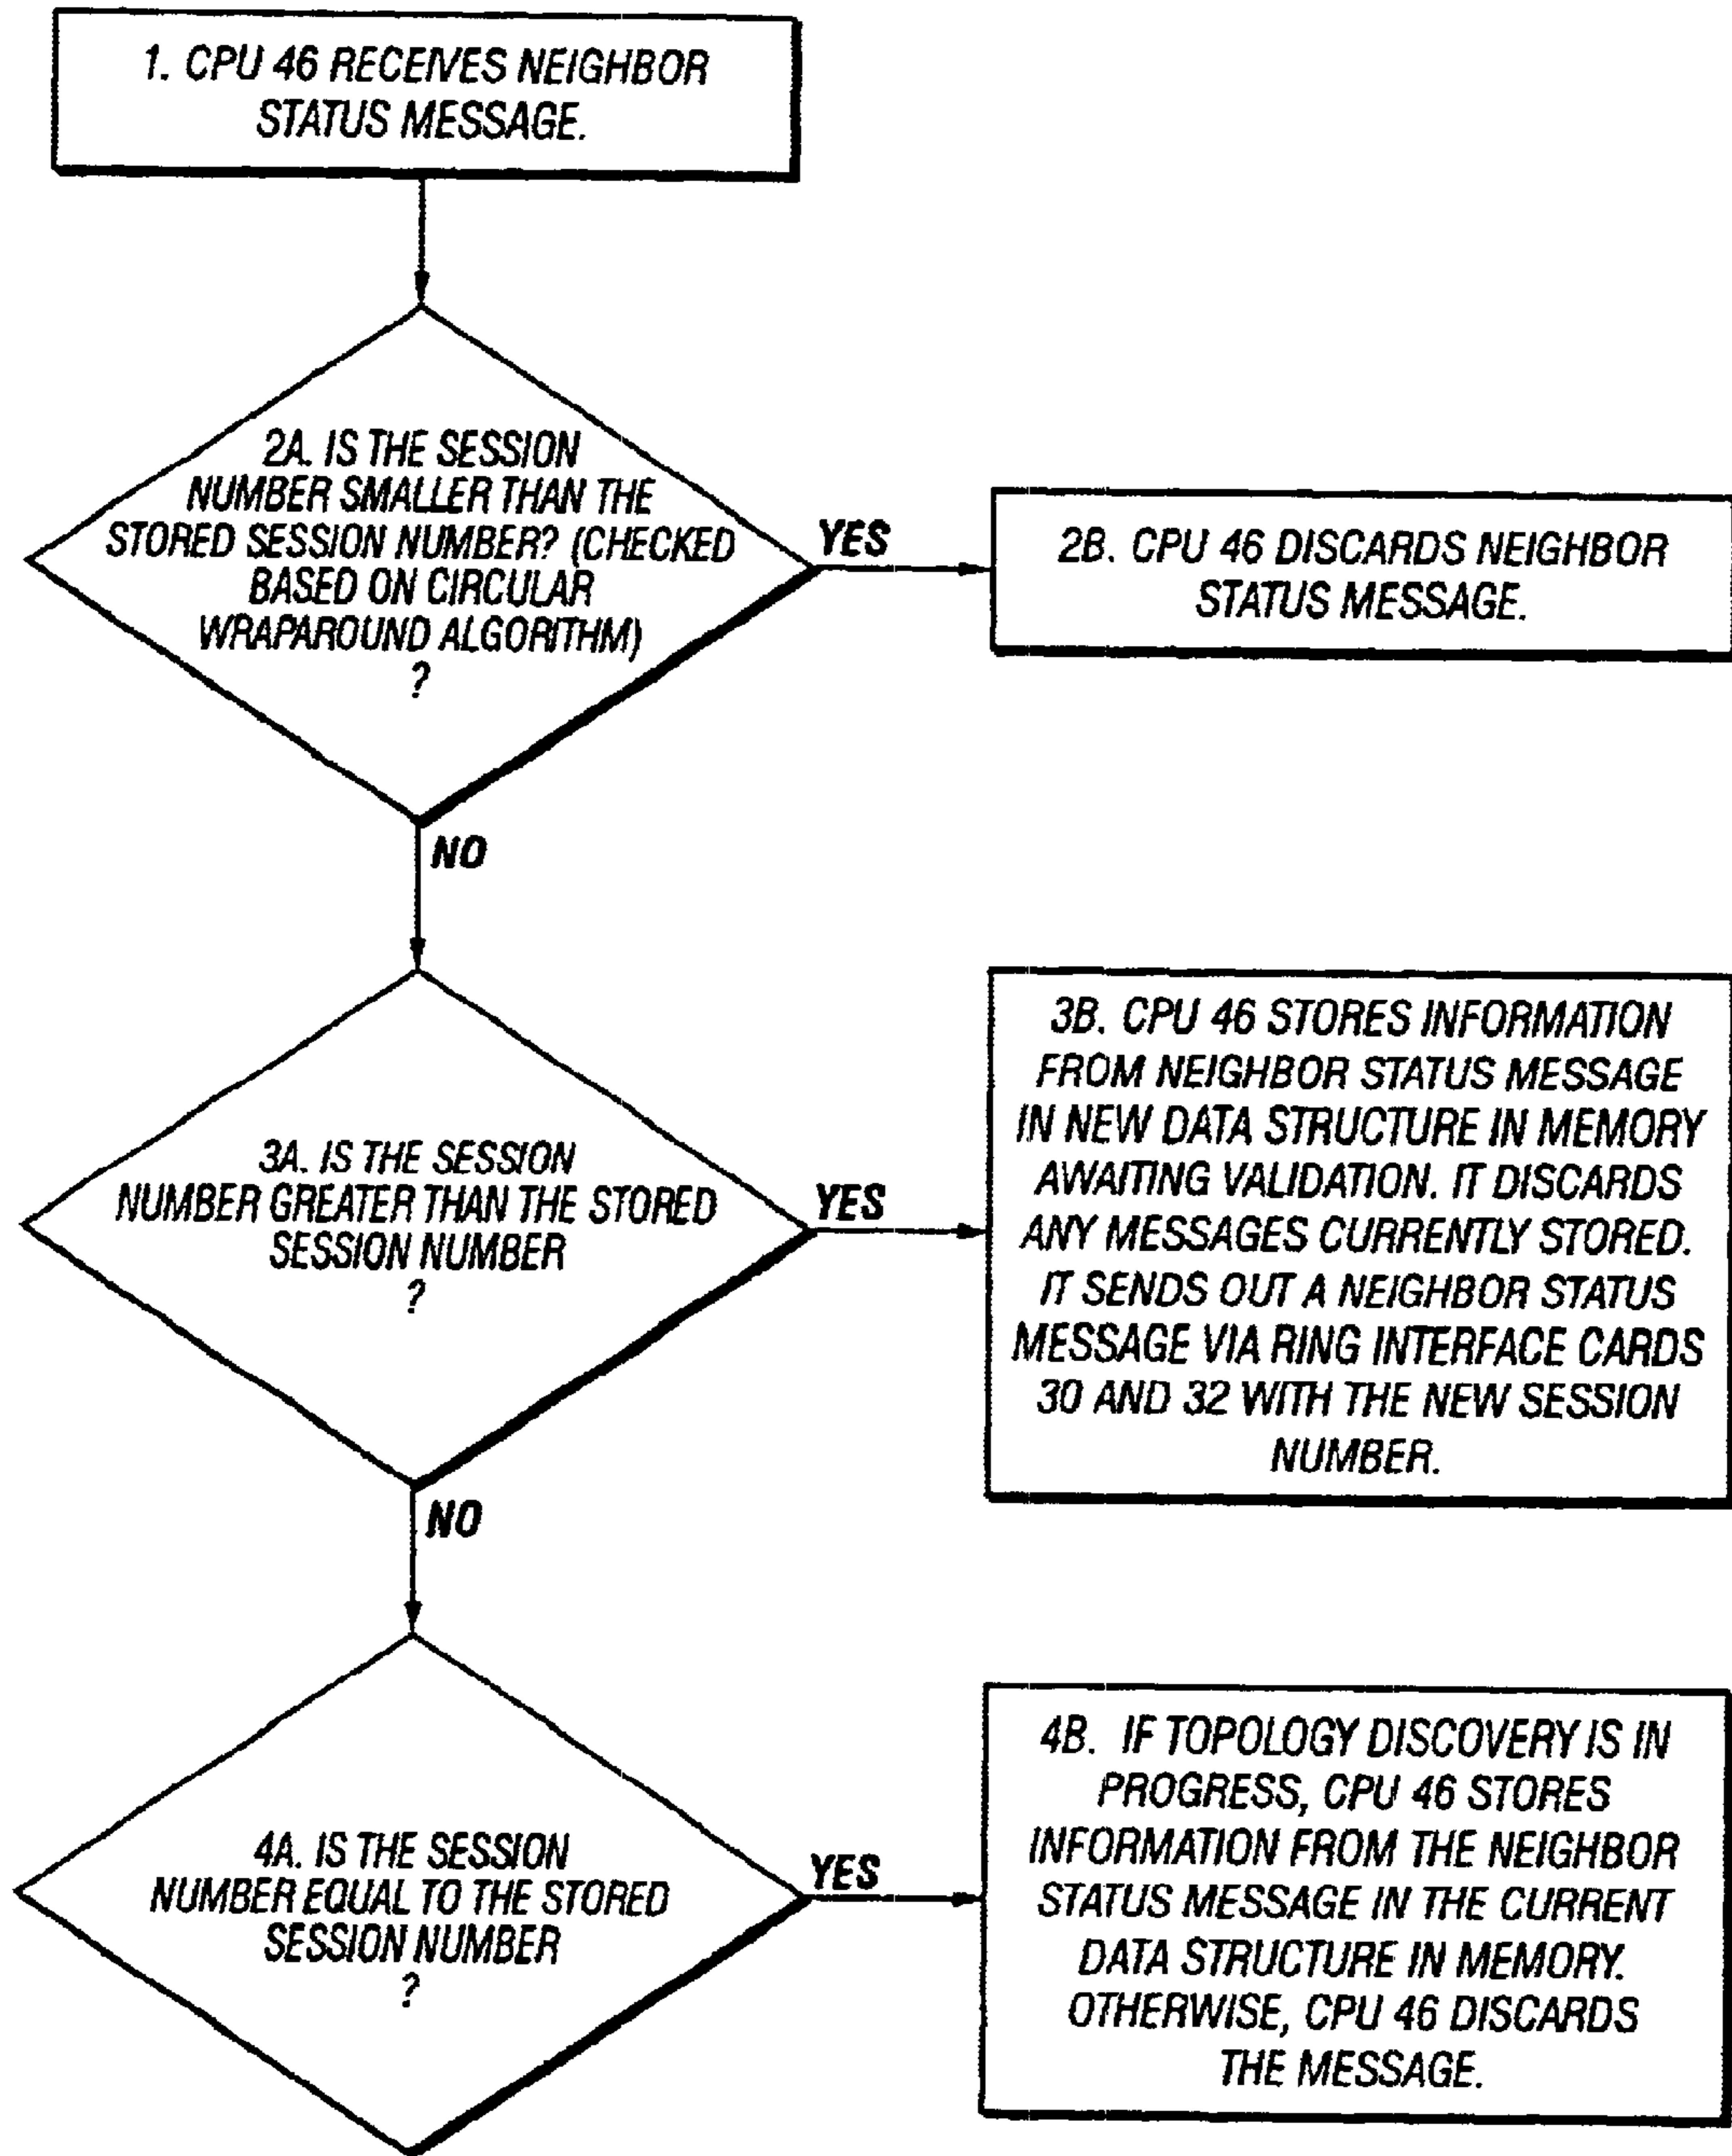 1. CPU 46 RECEIVES NEIGHBOR
STATUS MESSAGE.
2A. IS THE SESSION
NUMBER SMALLER THAN THE
STORED SESSION NUMBER? (CHECKED
BASED ON CIRCULAR
WRAPAROUND ALGORITHM)
?
YES
2B. CPU 46 DISCARDS NEIGHBOR
STATUS MESSAGE.
NO
3A. IS THE SESSION
NUMBER GREATER THAN THE STORED
SESSION NUMBER
?
YES
3B. CPU 46 STORES INFORMATION
FROM NEIGHBOR STATUS MESSAGE
IN NEW DATA STRUCTURE IN MEMORY
AWAITING VALIDATION. IT DISCARDS
ANY MESSAGES CURRENTLY STORED.
IT SENDS OUT A NEIGHBOR STATUS
MESSAGE VIA RING INTERFACE CARDS
30 AND 32 WITH THE NEW SESSION
NUMBER.
NO
4A. IS THE SESSION
NUMBER EQUAL TO THE STORED
SESSION NUMBER
?
YES
4B. IF TOPOLOGY DISCOVERY IS IN
PROGRESS, CPU 46 STORES
INFORMATION FROM THE NEIGHBOR
STATUS MESSAGE IN THE CURRENT
DATA STRUCTURE IN MEMORY.
OTHERWISE, CPU 46 DISCARDS
THE MESSAGE.